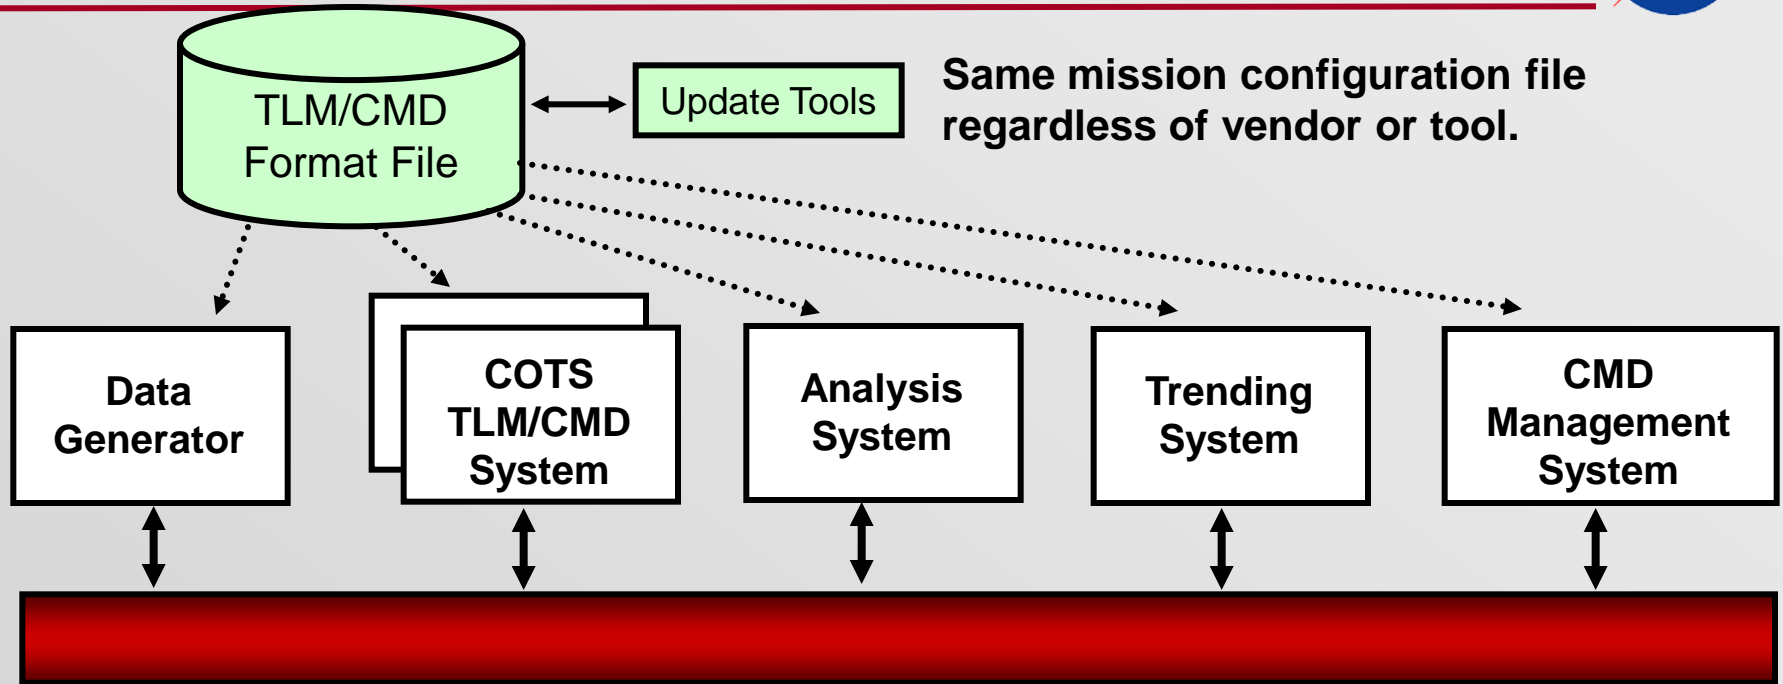 TLM/CMD
Format File
Update Tools
Same mission configuration file
regardless of vendor or tool.
Data
Generator
COTS
TLM/CMD
System
Analysis
System
Trending
System
CMD
Management
System